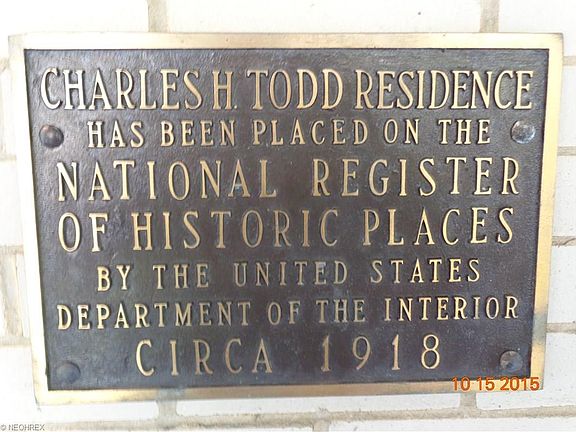 CHARLES H. TODD RESIDENCE
HAS BEEN PLACED ON THE
NATIONAL REGISTER
OF HISTORIC PLACES
BY THE UNITED STATES
DEPARTMENT OF THE INTERIOR
CIRCA 1918
10 15 2015
© NEOHREX